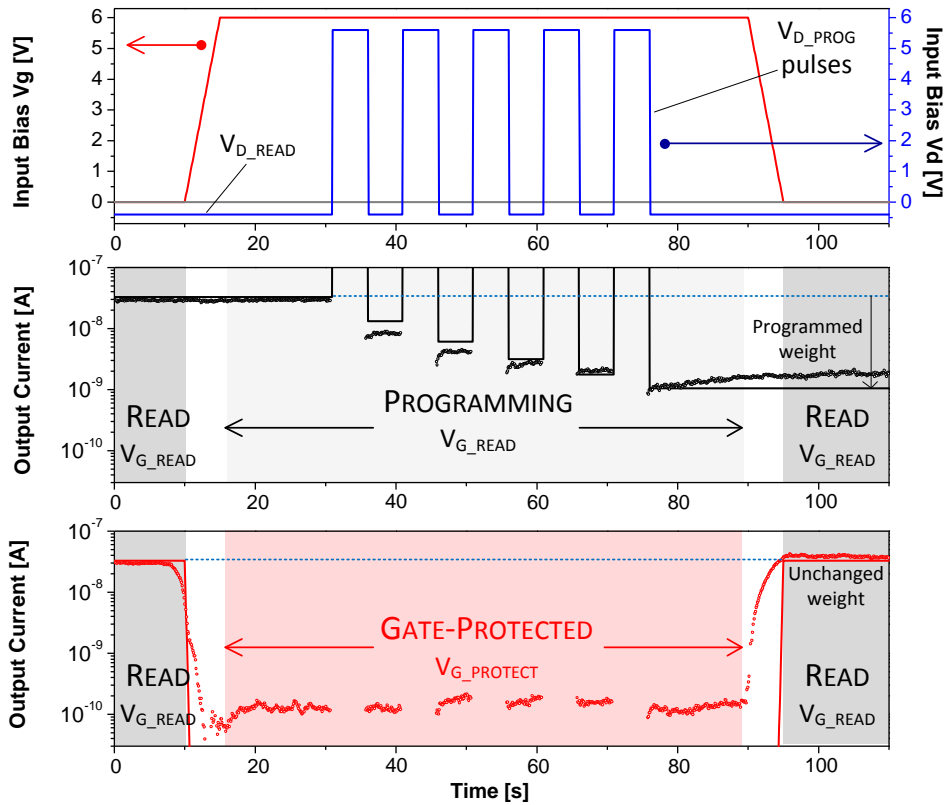 Input Bias Vg [V]
6
5
4
3
2
1
0
V_D_READ
V_D_PROG
pulses
6
5
4
3
2
1
0
Input Bias Vd [V]
0 20 40 60 80 100
Output Current [A]
10^-7
10^-8
10^-9
10^-10
READ
V_G_READ
PROGRAMMING
V_G_READ
Programmed
weight
READ
V_G_READ
0 20 40 60 80 100
Output Current [A]
10^-7
10^-8
10^-9
10^-10
READ
V_G_READ
GATE-PROTECTED
V_G_PROTECT
Unchanged
weight
READ
V_G_READ
0 20 40 60 80 100
Time [s]